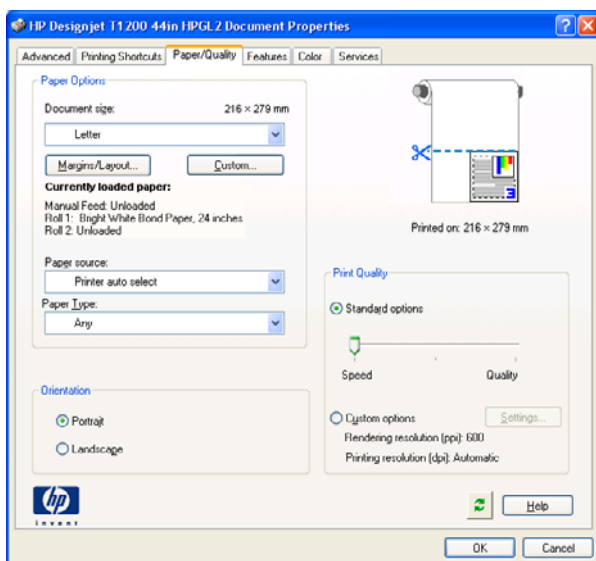 HP Designjet T1200 44in HPGL2 Document Properties
Advanced Printing Shortcuts Paper/Quality Features Color Services
Paper Options
Document size: 216 × 279 mm
Letter
Margins/Layout... Custom...
Currently loaded paper:
Manual Feed: Unloaded
Roll 1: Bright White Bond Paper, 24 inches
Roll 2: Unloaded
Paper source:
Printer auto select
Paper Type:
Any
Orientation
Portrait
Landscape
3
Printed on: 216 × 279 mm
Print Quality
Standard options
Speed Quality
Custom options Settings...
Rendering resolution (ppi): 600
Printing resolution (dpi): Automatic
hp
invent
Help
OK Cancel